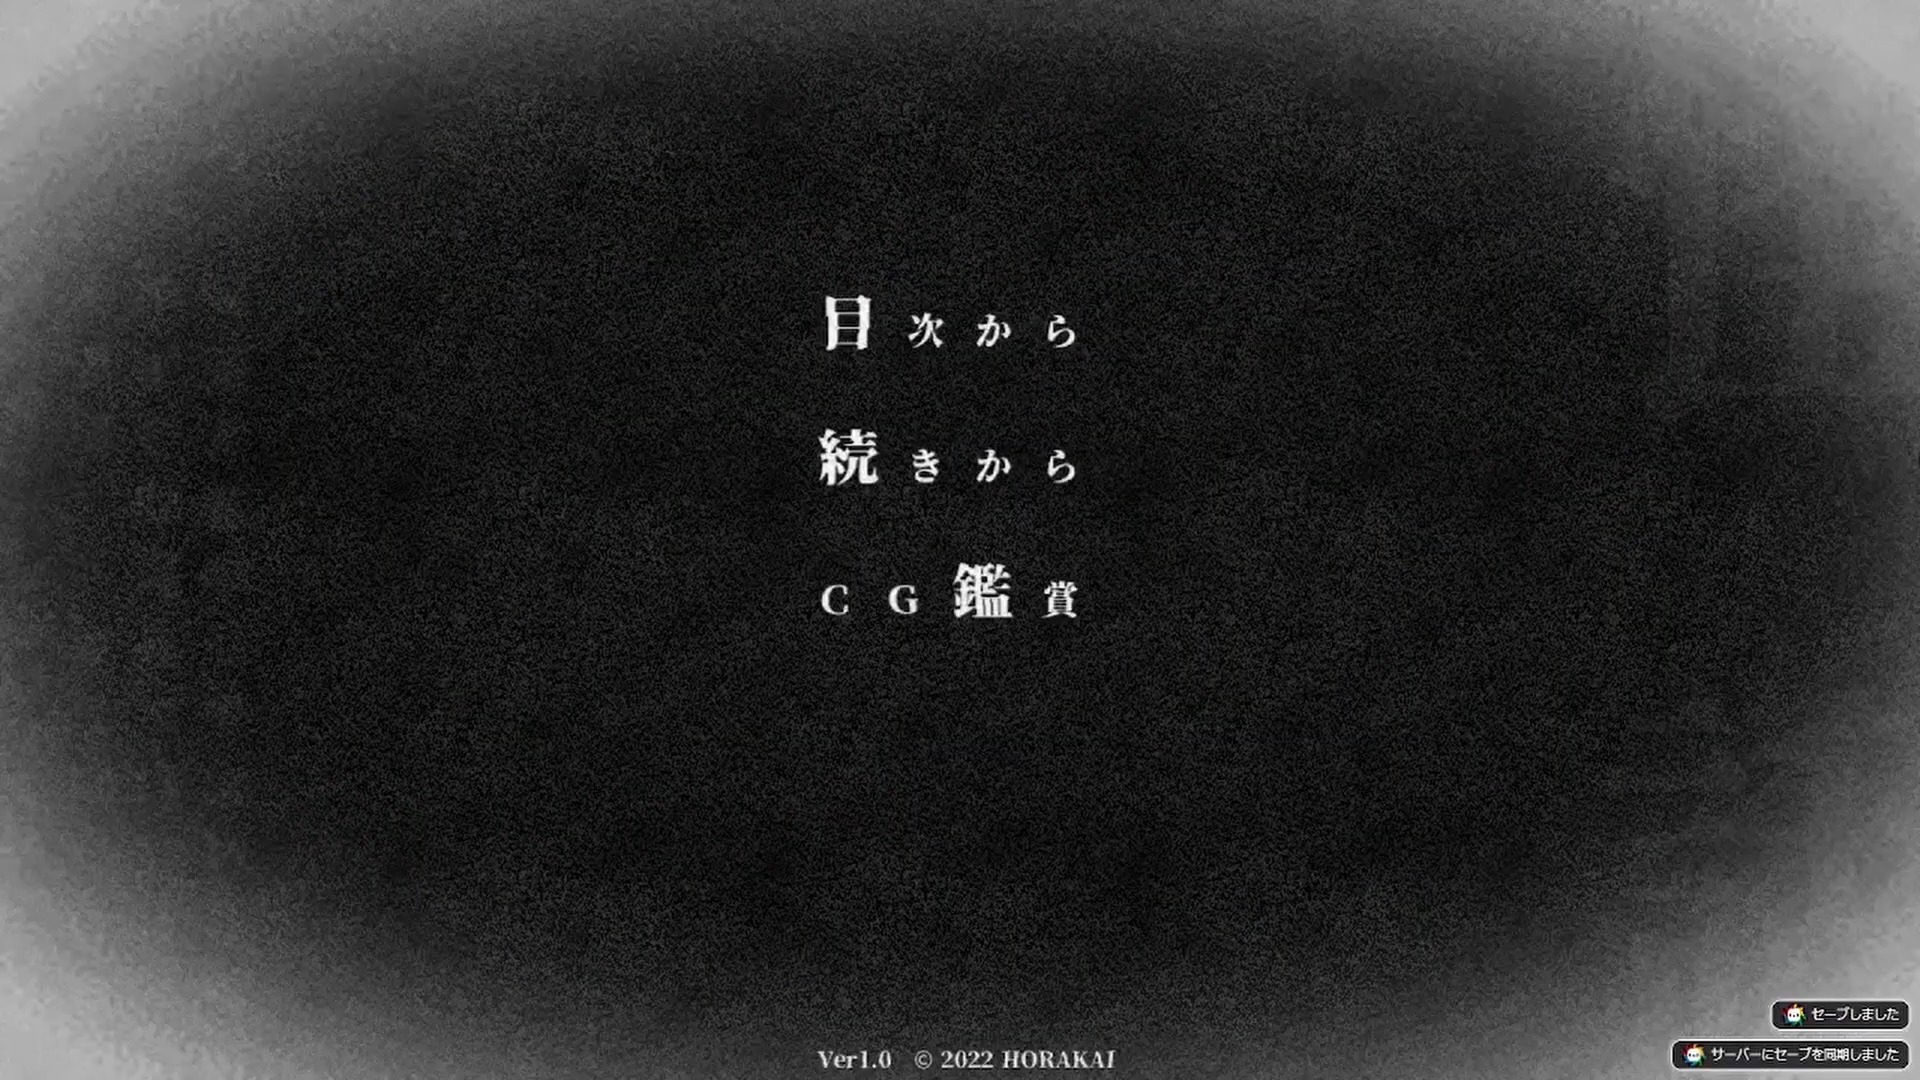 目次から
続きから
CG鑑賞
Ver1.0 © 2022 HORAKAI
セーブしました
サーバーにセーブを同期しました